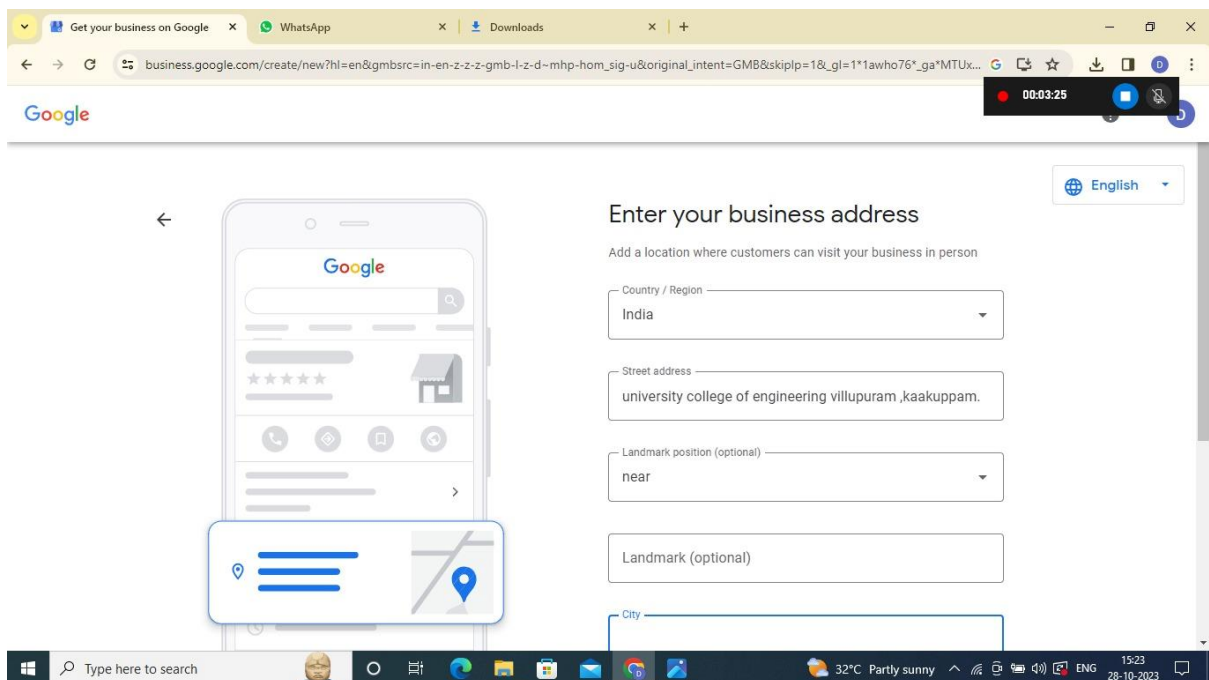 Get your business on Google
WhatsApp
Downloads
business.google.com/create/new?hl=en&gmbsrc=in-en-z-z-z-gmb-l-z-d~mhp-hom_sig-u&original_intent=GMB&skiplp=1&_gl=1*1awho76*_ga*MTUx...
D
00:03:25
Google
D
English
Enter your business address
Add a location where customers can visit your business in person
Google
Country / Region
India
Street address
university college of engineering villupuram ,kaakuppam.
Landmark position (optional)
near
Landmark (optional)
City
Type here to search
32°C Partly sunny
ENG
15:23
28-10-2023